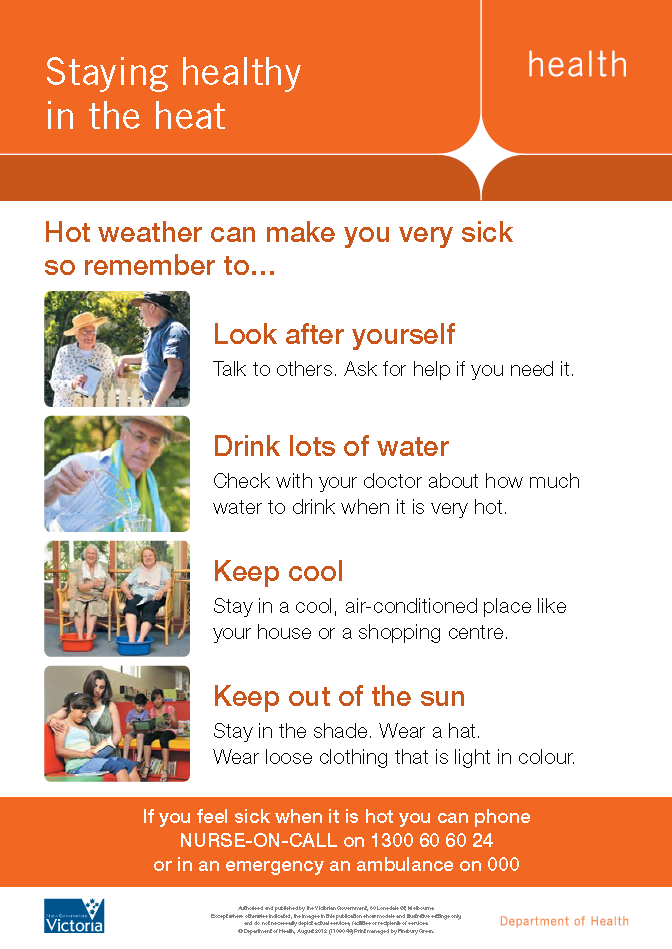 Staying healthy
in the heat
health
Hot weather can make you very sick
so remember to...
Look after yourself
Talk to others. Ask for help if you need it.
Drink lots of water
Check with your doctor about how much
water to drink when it is very hot.
Keep cool
Stay in a cool, air-conditioned place like
your house or a shopping centre.
Keep out of the sun
Stay in the shade. Wear a hat.
Wear loose clothing that is light in colour.
If you feel sick when it is hot you can phone
NURSE-ON-CALL on 1300 60 60 24
or in an emergency an ambulance on 000
State Government
Victoria
Authorised and published by the Victorian Government, 50 Lonsdale St, Melbourne.
Except where otherwise indicated, the images in this publication show models and illustrative settings only,
and do not necessarily depict actual services, facilities or recipients of services.
© Department of Health, August 2012 Print managed by Finsbury Green.
Department of Health